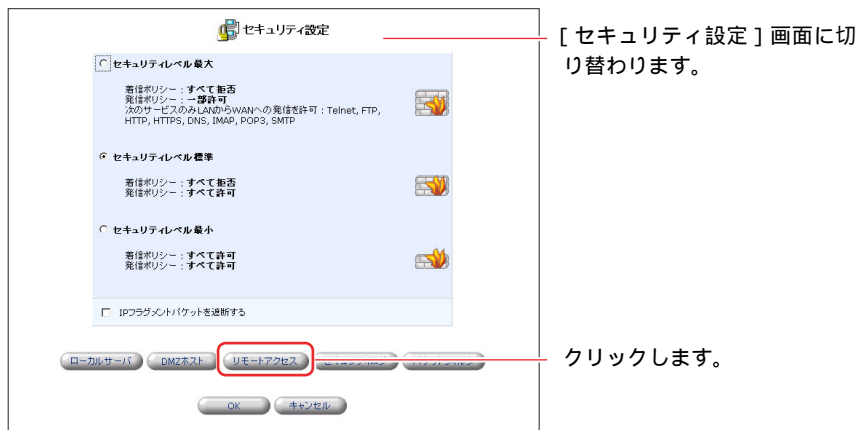 セキュリティ設定
[ セキュリティ設定 ] 画面に切
り替わります。
セキュリティレベル 最大
着信ポリシー : すべて拒否
発信ポリシー : 一部許可
次のサービスのみ LANからWANへの発信を許可 : Telnet, FTP,
HTTP, HTTPS, DNS, IMAP, POP3, SMTP
セキュリティレベル 標準
着信ポリシー : すべて拒否
発信ポリシー : すべて許可
セキュリティレベル 最小
着信ポリシー : すべて許可
発信ポリシー : すべて許可
IPフラグメントパケットを遮断する
ローカルサーバ DMZホスト リモートアクセス
クリックします。
OK キャンセル